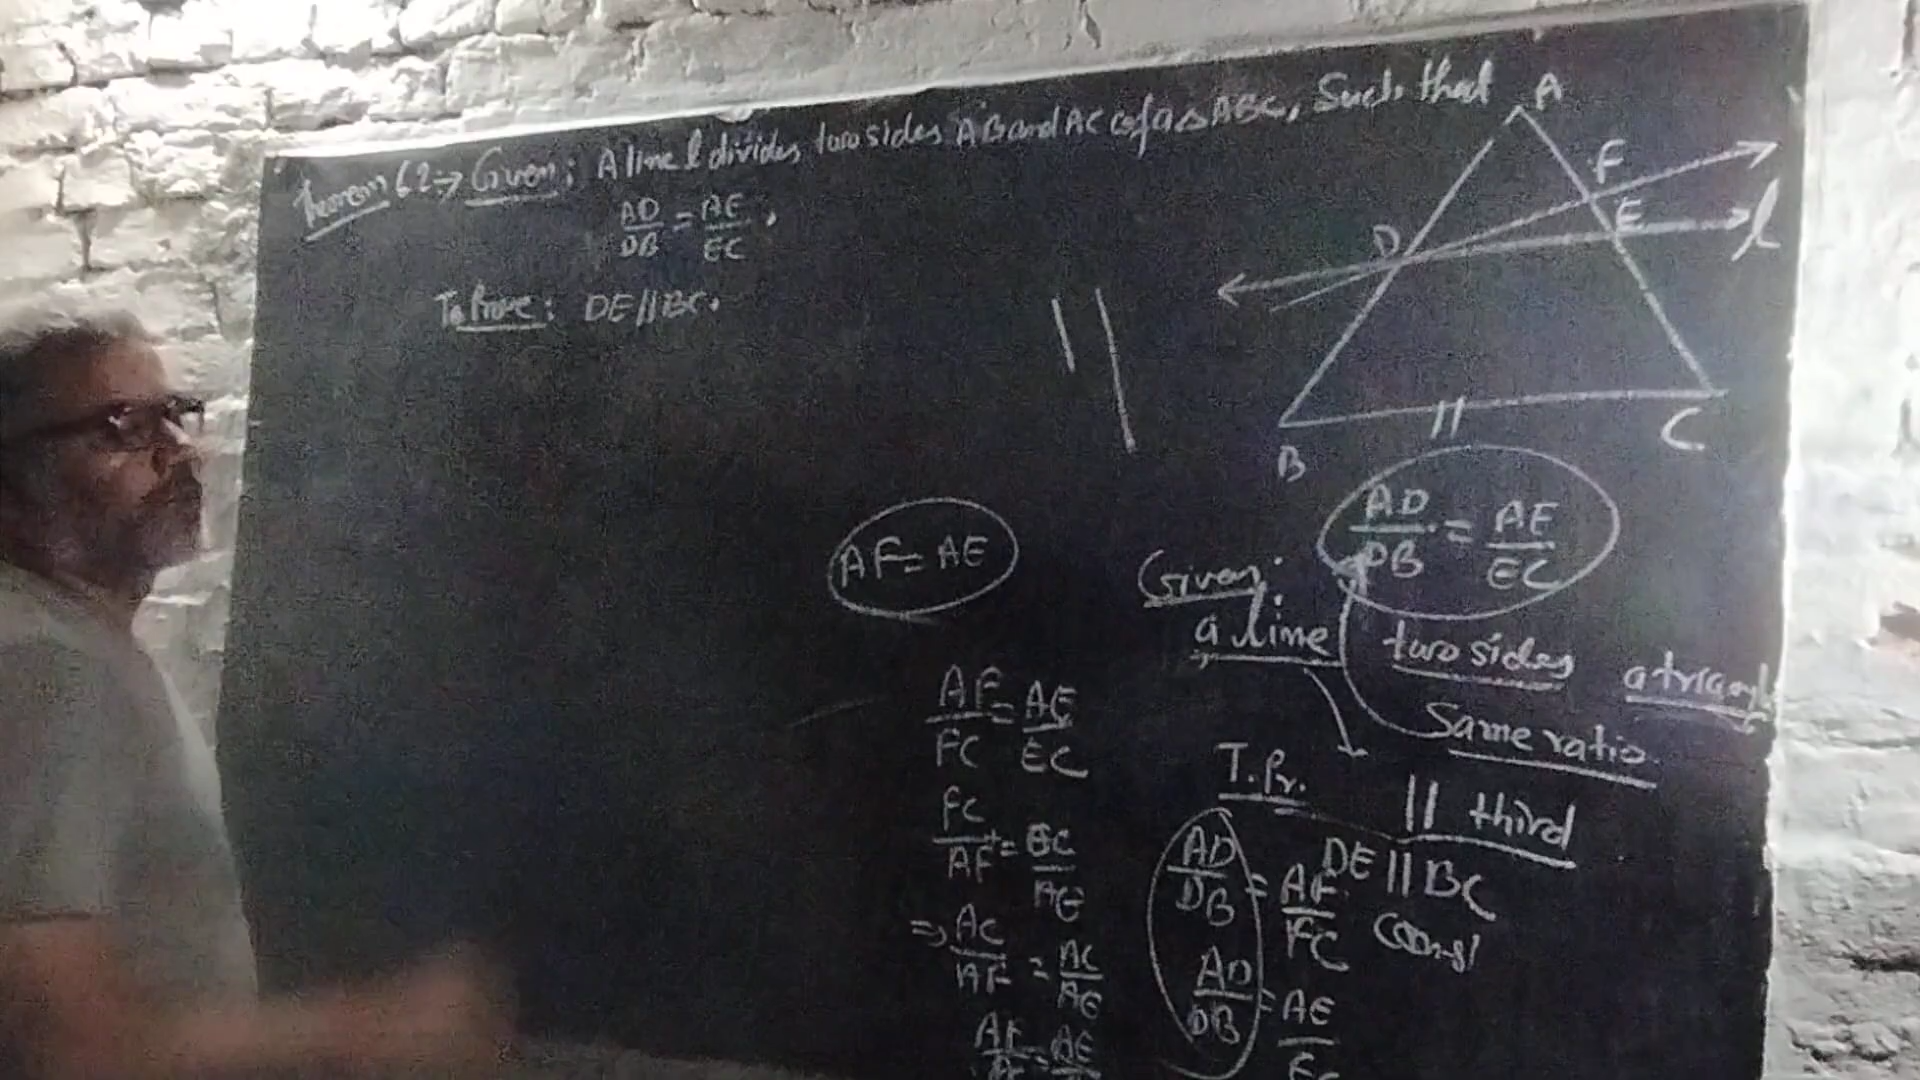 Theorem 6.2→ Given: A line l divides two sides AB and AC of a △ABC, Such that
AD/DB = AE/EC.
To Prove: DE||BC.
A
F
E
l
D
B
C
||
||
AD/DB = AE/EC
AF=AE
Given:
a line two sides a triangle
Same ratio.
T.Pr.
|| third
DE||BC
Const
AD/DB = AF/FC
AD/DB = AE/EC
AF/FC = AE/EC
FC/AF = EC/AE
⇒ AC/AF = AC/AE